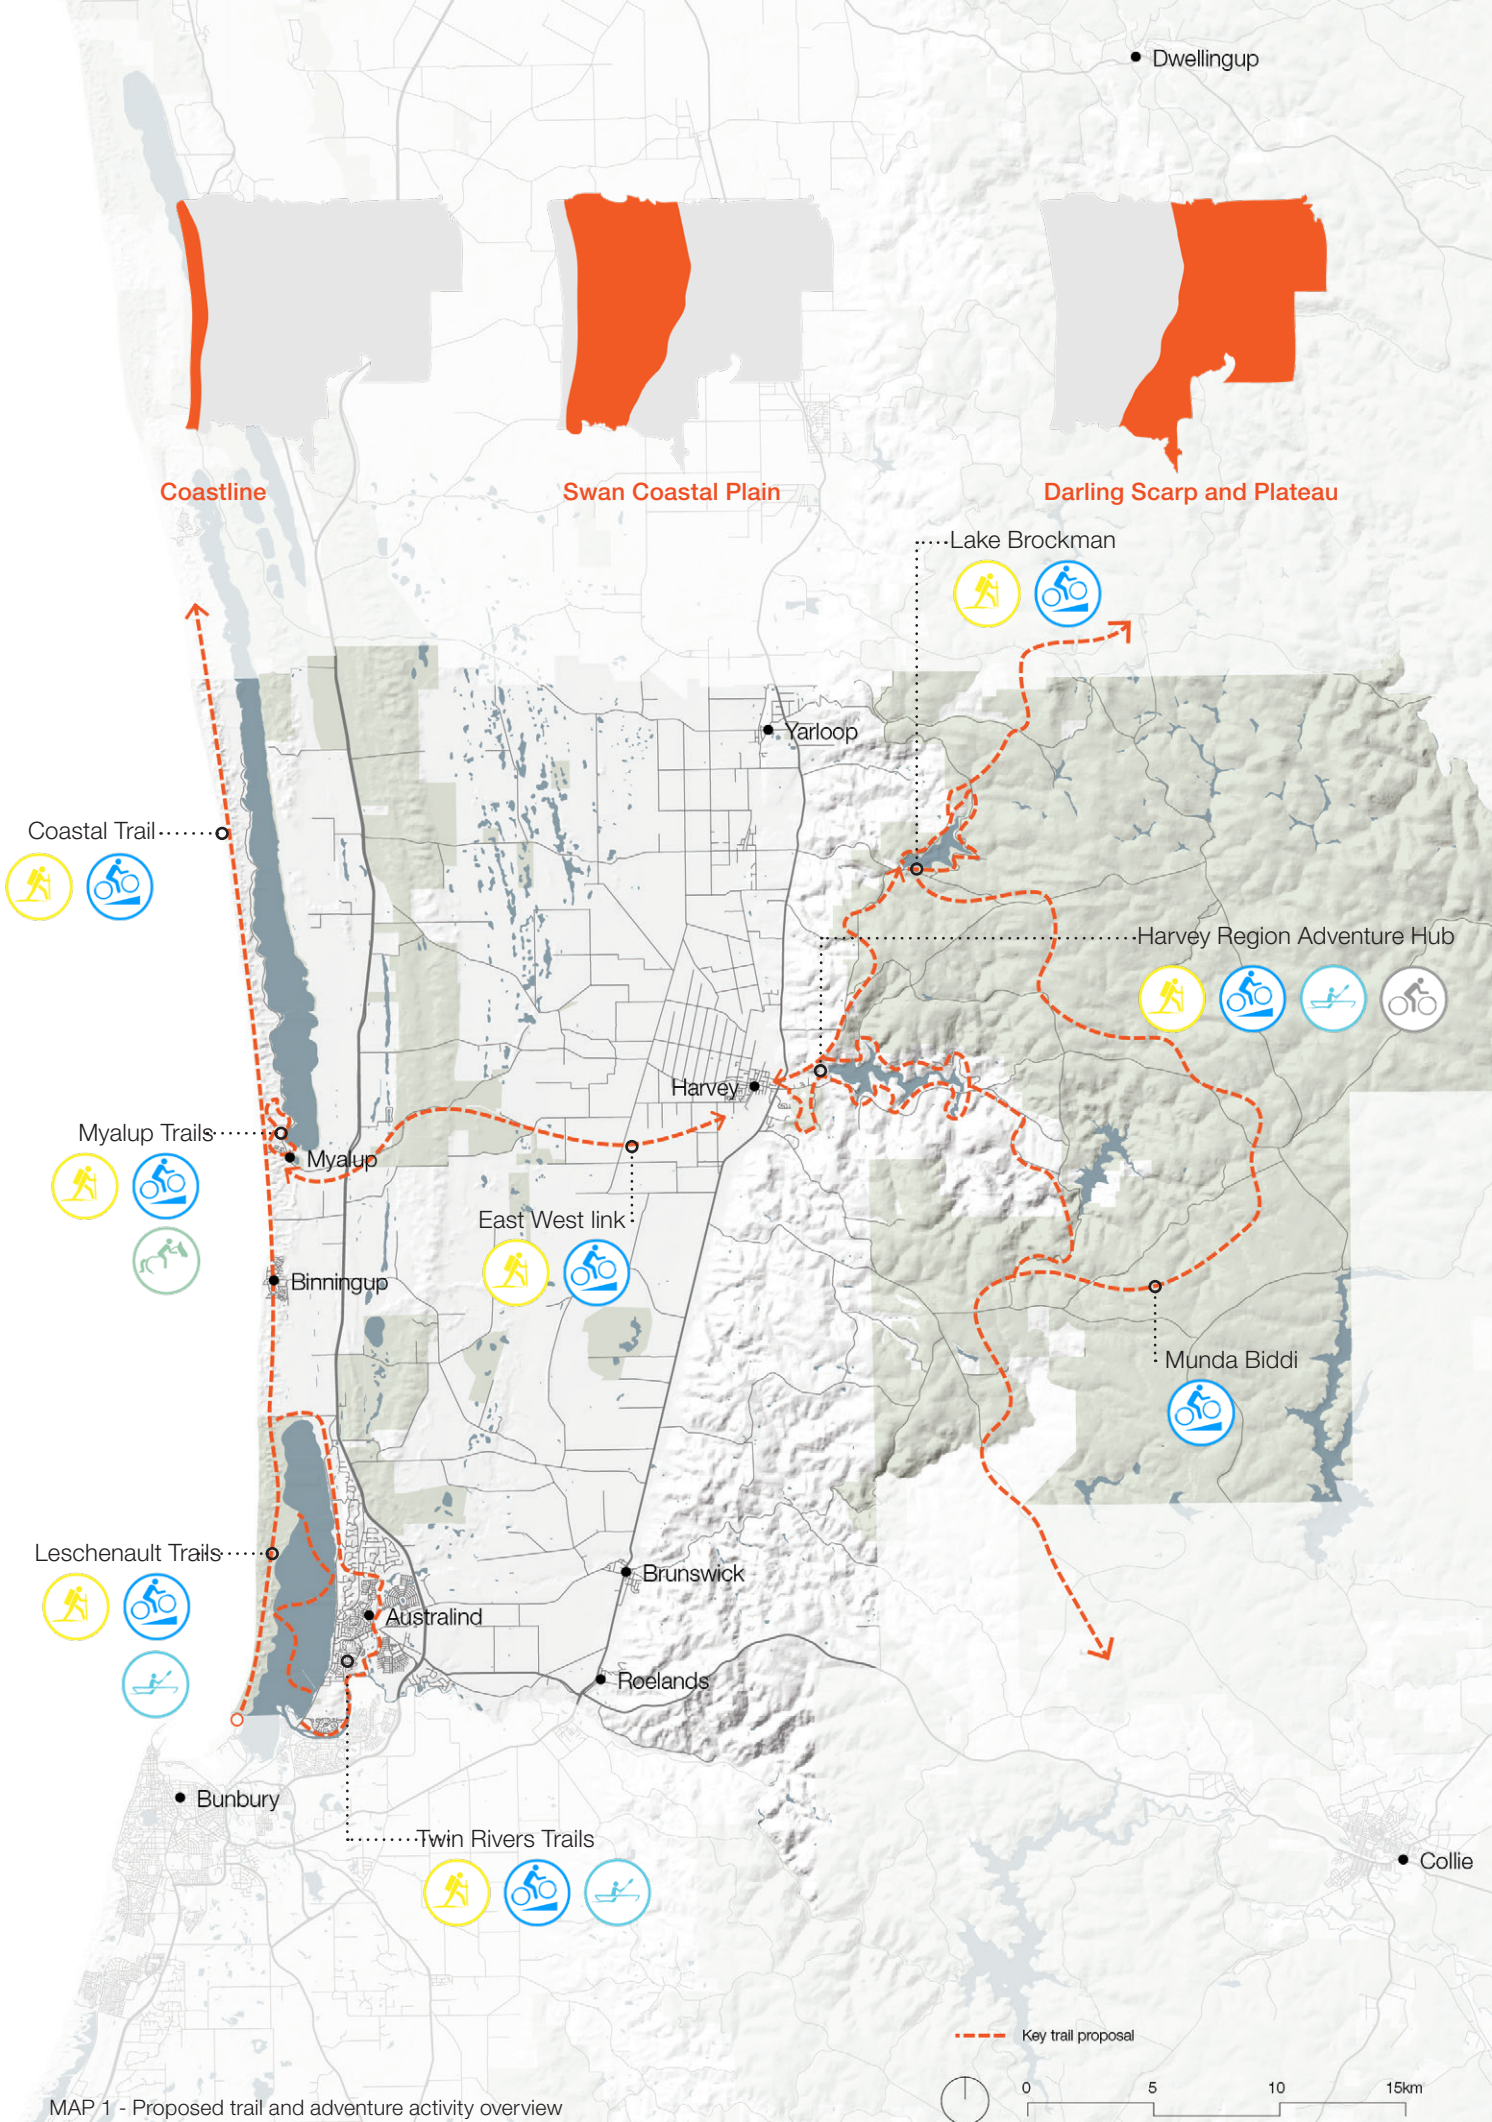 Dwellingup
Coastline
Swan Coastal Plain
Darling Scarp and Plateau
Lake Brockman
Yarloop
Coastal Trail
Harvey Region Adventure Hub
Harvey
Myalup Trails
Myalup
East West link
Binningup
Munda Biddi
Leschenault Trails
Brunswick
Australind
Roelands
Bunbury
Twin Rivers Trails
Collie
Key trail proposal
0 5 10 15km
MAP 1 - Proposed trail and adventure activity overview